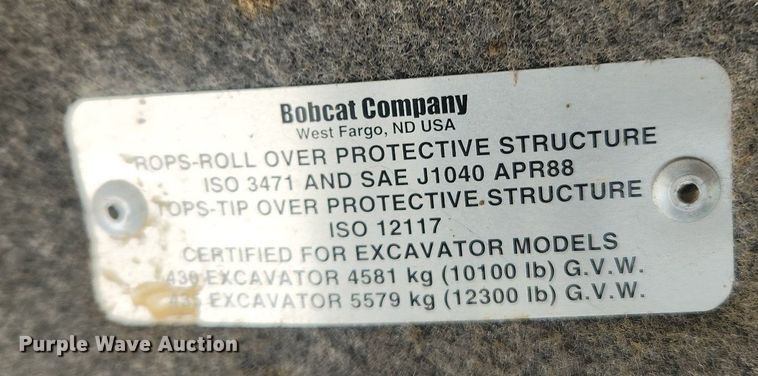 Bobcat Company
West Fargo, ND USA
ROPS-ROLL OVER PROTECTIVE STRUCTURE
ISO 3471 AND SAE J1040 APR88
TOPS-TIP OVER PROTECTIVE STRUCTURE
ISO 12117
CERTIFIED FOR EXCAVATOR MODELS
430 EXCAVATOR 4581 kg (10100 lb) G.V.W.
435 EXCAVATOR 5579 kg (12300 lb) G.V.W.
Purple Wave Auction